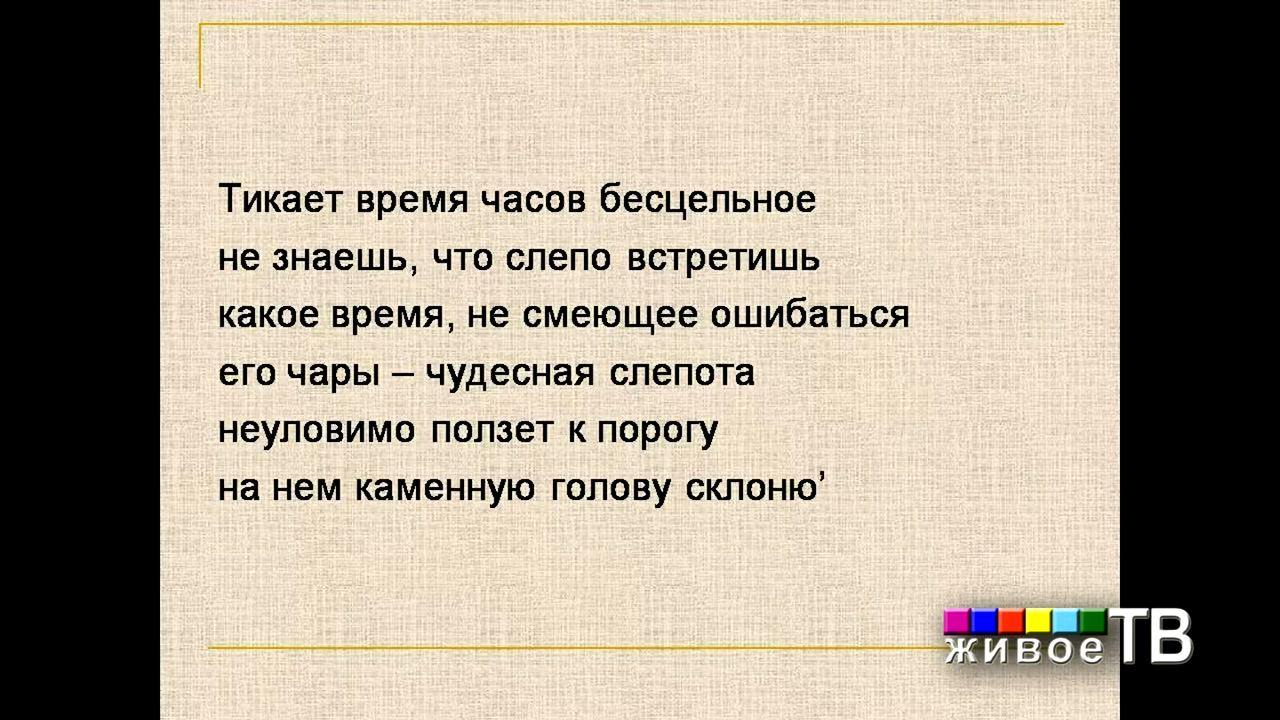 Тикает время часов бесцельное
не знаешь, что слепо встретишь
какое время, не смеющее ошибаться
его чары – чудесная слепота
неуловимо ползет к порогу
на нем каменную голову склоню’
живое ТВ